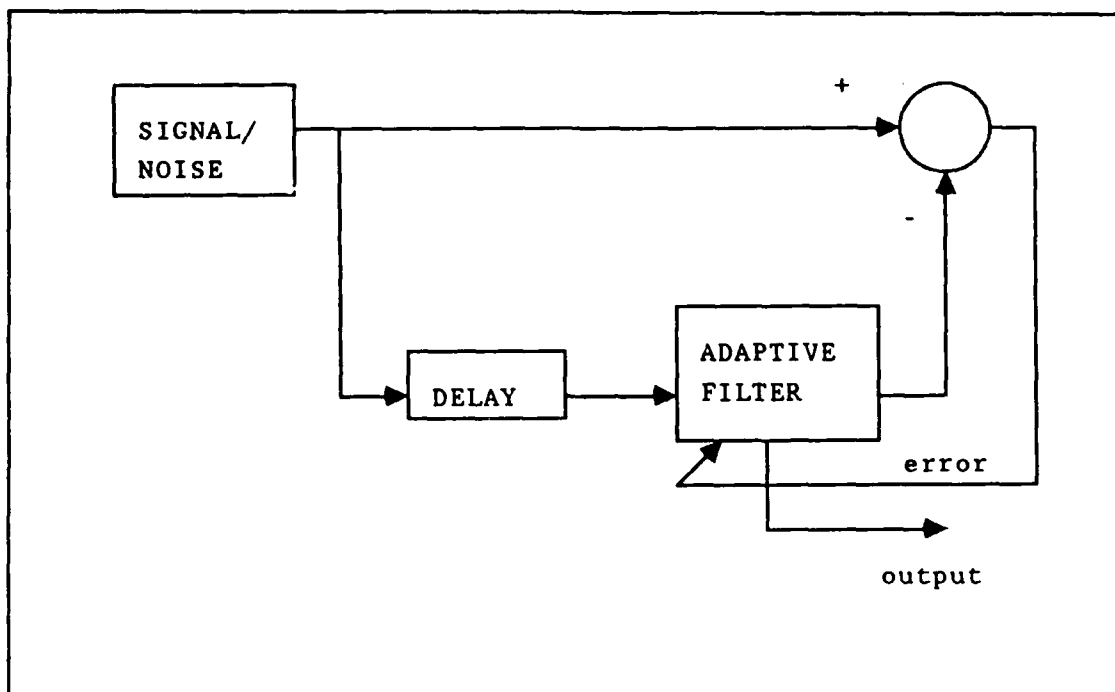 +
SIGNAL/
NOISE
-
ADAPTIVE
FILTER
DELAY
error
output